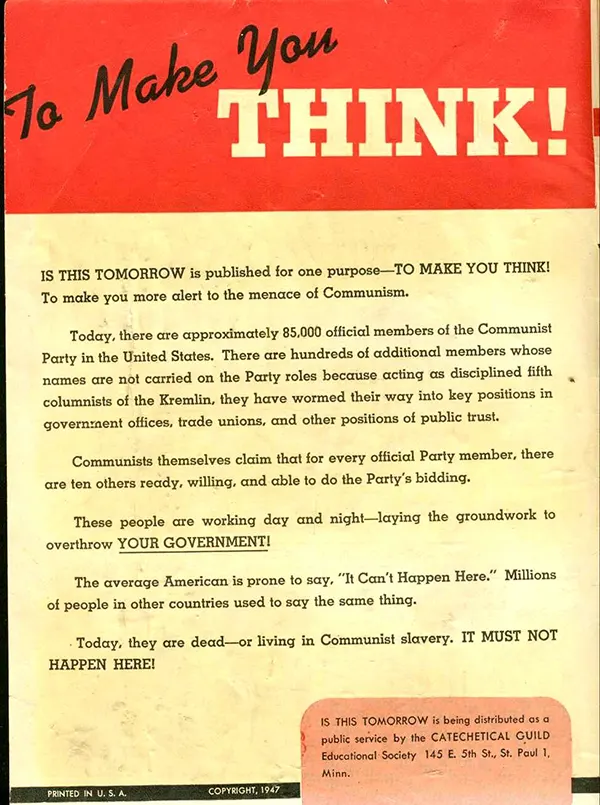 To Make You
THINK!
IS THIS TOMORROW is published for one purpose—TO MAKE YOU THINK!
To make you more alert to the menace of Communism.
Today, there are approximately 85,000 official members of the Communist
Party in the United States. There are hundreds of additional members whose
names are not carried on the Party roles because acting as disciplined fifth
columnists of the Kremlin, they have wormed their way into key positions in
government offices, trade unions, and other positions of public trust.
Communists themselves claim that for every official Party member, there
are ten others ready, willing, and able to do the Party's bidding.
These people are working day and night—laying the groundwork to
overthrow YOUR GOVERNMENT!
The average American is prone to say, "It Can't Happen Here." Millions
of people in other countries used to say the same thing.
Today, they are dead—or living in Communist slavery. IT MUST NOT
HAPPEN HERE!
IS THIS TOMORROW is being distributed as a
public service by the CATECHETICAL GUILD
Educational Society 145 E. 5th St., St. Paul 1,
Minn.
PRINTED IN U. S. A. COPYRIGHT, 1947